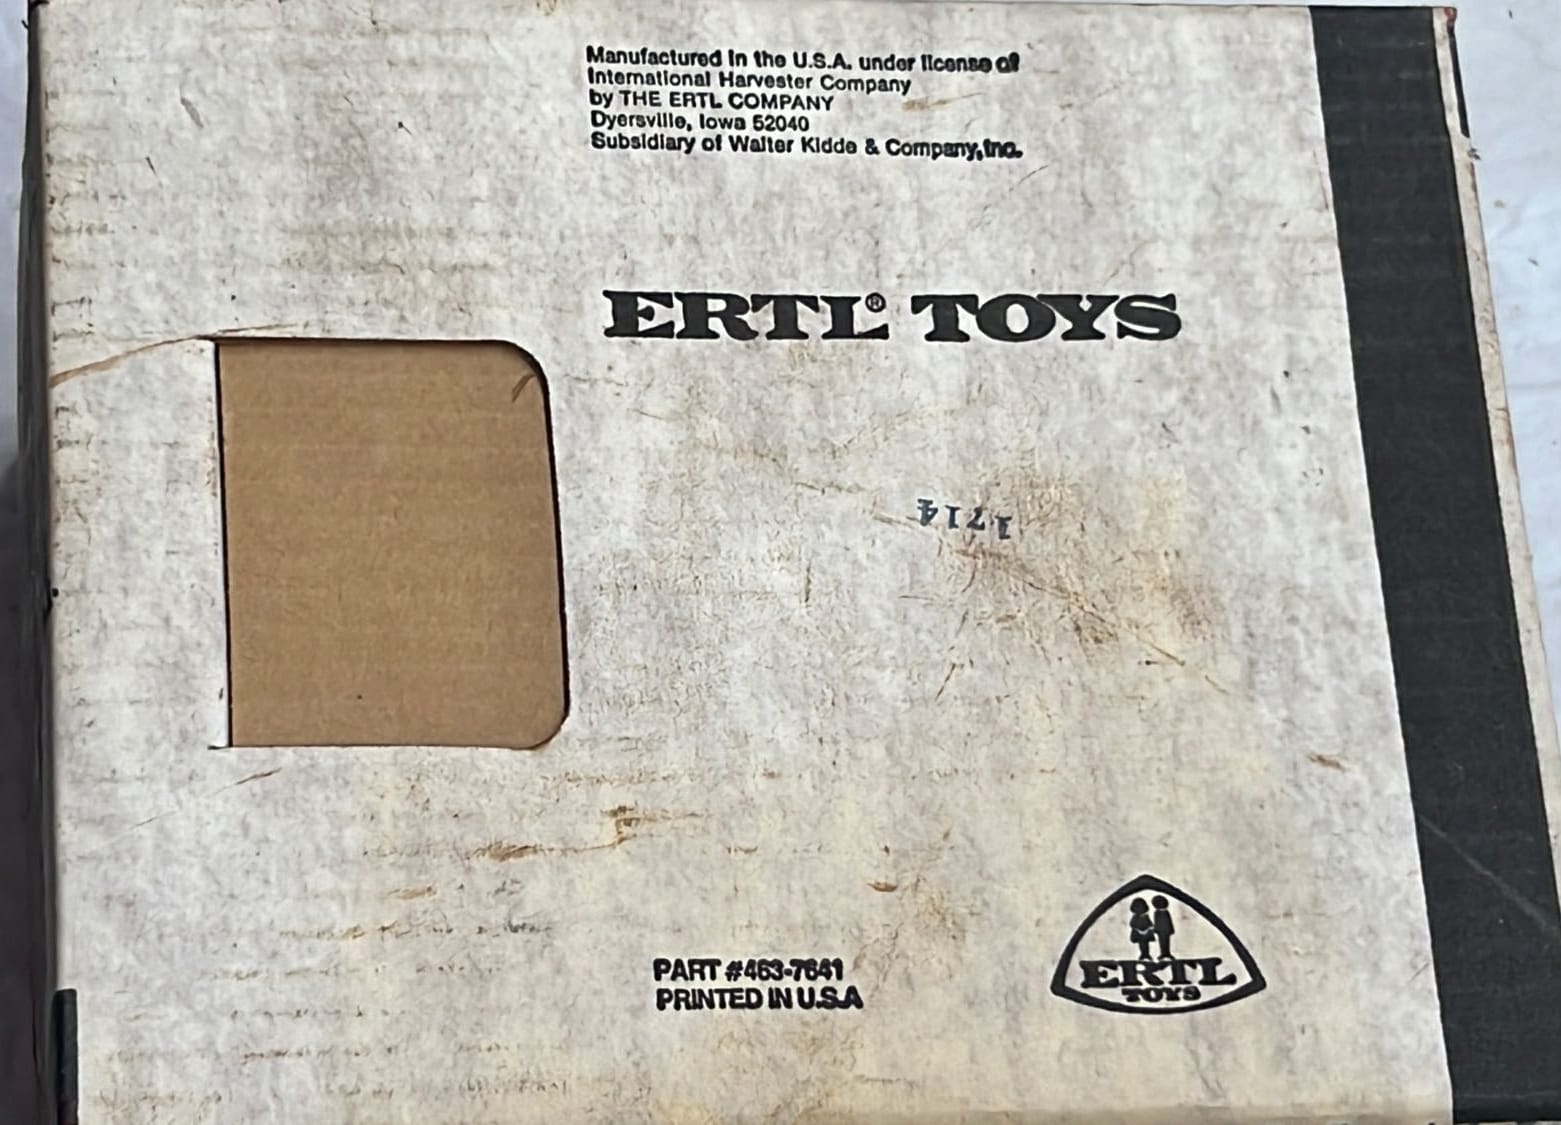 Manufactured in the U.S.A. under license of
International Harvester Company
by THE ERTL COMPANY
Dyersville, Iowa 52040
Subsidiary of Walter Kidde & Company, Inc.
ERTL® TOYS
1714
PART #463-7641
PRINTED IN U.S.A
ERTL
TOYS